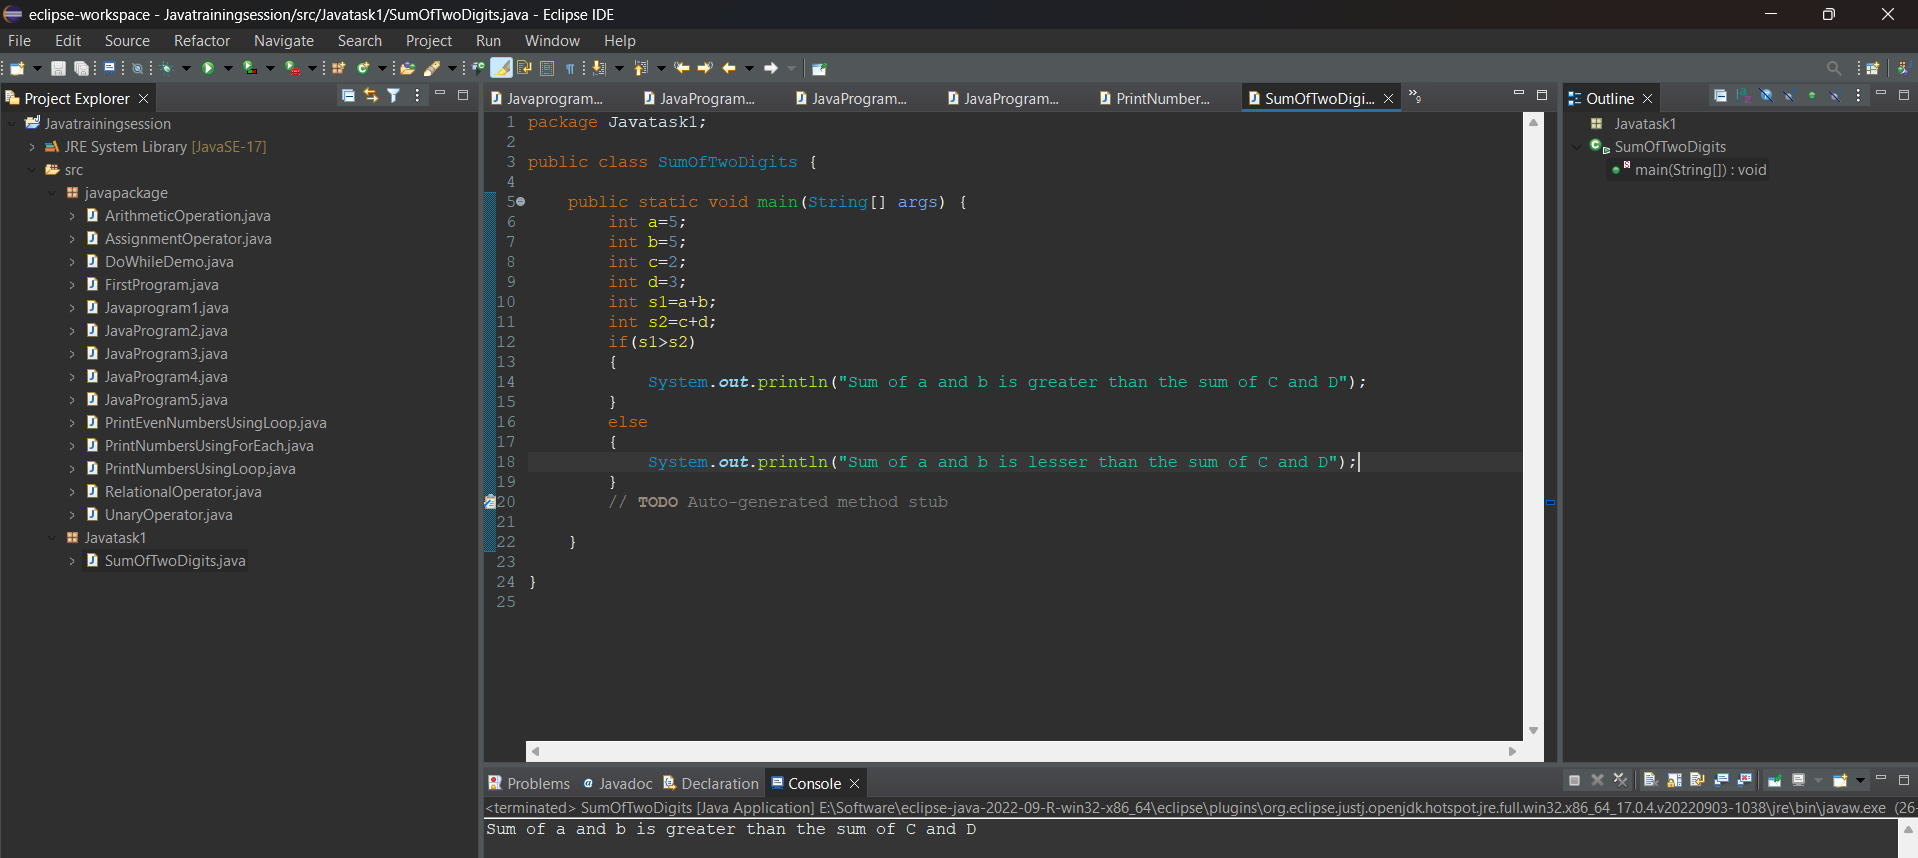 eclipse-workspace - Javatrainingsession/src/Javatask1/SumOfTwoDigits.java - Eclipse IDE
File Edit Source Refactor Navigate Search Project Run Window Help
Project Explorer
Javatrainingsession
JRE System Library [JavaSE-17]
src
javapackage
ArithmeticOperation.java
AssignmentOperator.java
DoWhileDemo.java
FirstProgram.java
Javaprogram1.java
JavaProgram2.java
JavaProgram3.java
JavaProgram4.java
JavaProgram5.java
PrintEvenNumbersUsingLoop.java
PrintNumbersUsingForEach.java
PrintNumbersUsingLoop.java
RelationalOperator.java
UnaryOperator.java
Javatask1
SumOfTwoDigits.java
Javaprogram... JavaProgram... JavaProgram... JavaProgram... PrintNumber... SumOfTwoDigi... »9
1 package Javatask1;
2
3 public class SumOfTwoDigits {
4
5 public static void main(String[] args) {
6 int a=5;
7 int b=5;
8 int c=2;
9 int d=3;
10 int s1=a+b;
11 int s2=c+d;
12 if(s1>s2)
13 {
14 System.out.println("Sum of a and b is greater than the sum of C and D");
15 }
16 else
17 {
18 System.out.println("Sum of a and b is lesser than the sum of C and D");
19 }
20 // TODO Auto-generated method stub
21
22 }
23
24 }
25
Outline
Javatask1
SumOfTwoDigits
main(String[]) : void
Problems Javadoc Declaration Console
<terminated> SumOfTwoDigits [Java Application] E:\Software\eclipse-java-2022-09-R-win32-x86_64\eclipse\plugins\org.eclipse.justj.openjdk.hotspot.jre.full.win32.x86_64_17.0.4.v20220903-1038\jre\bin\javaw.exe (26-
Sum of a and b is greater than the sum of C and D